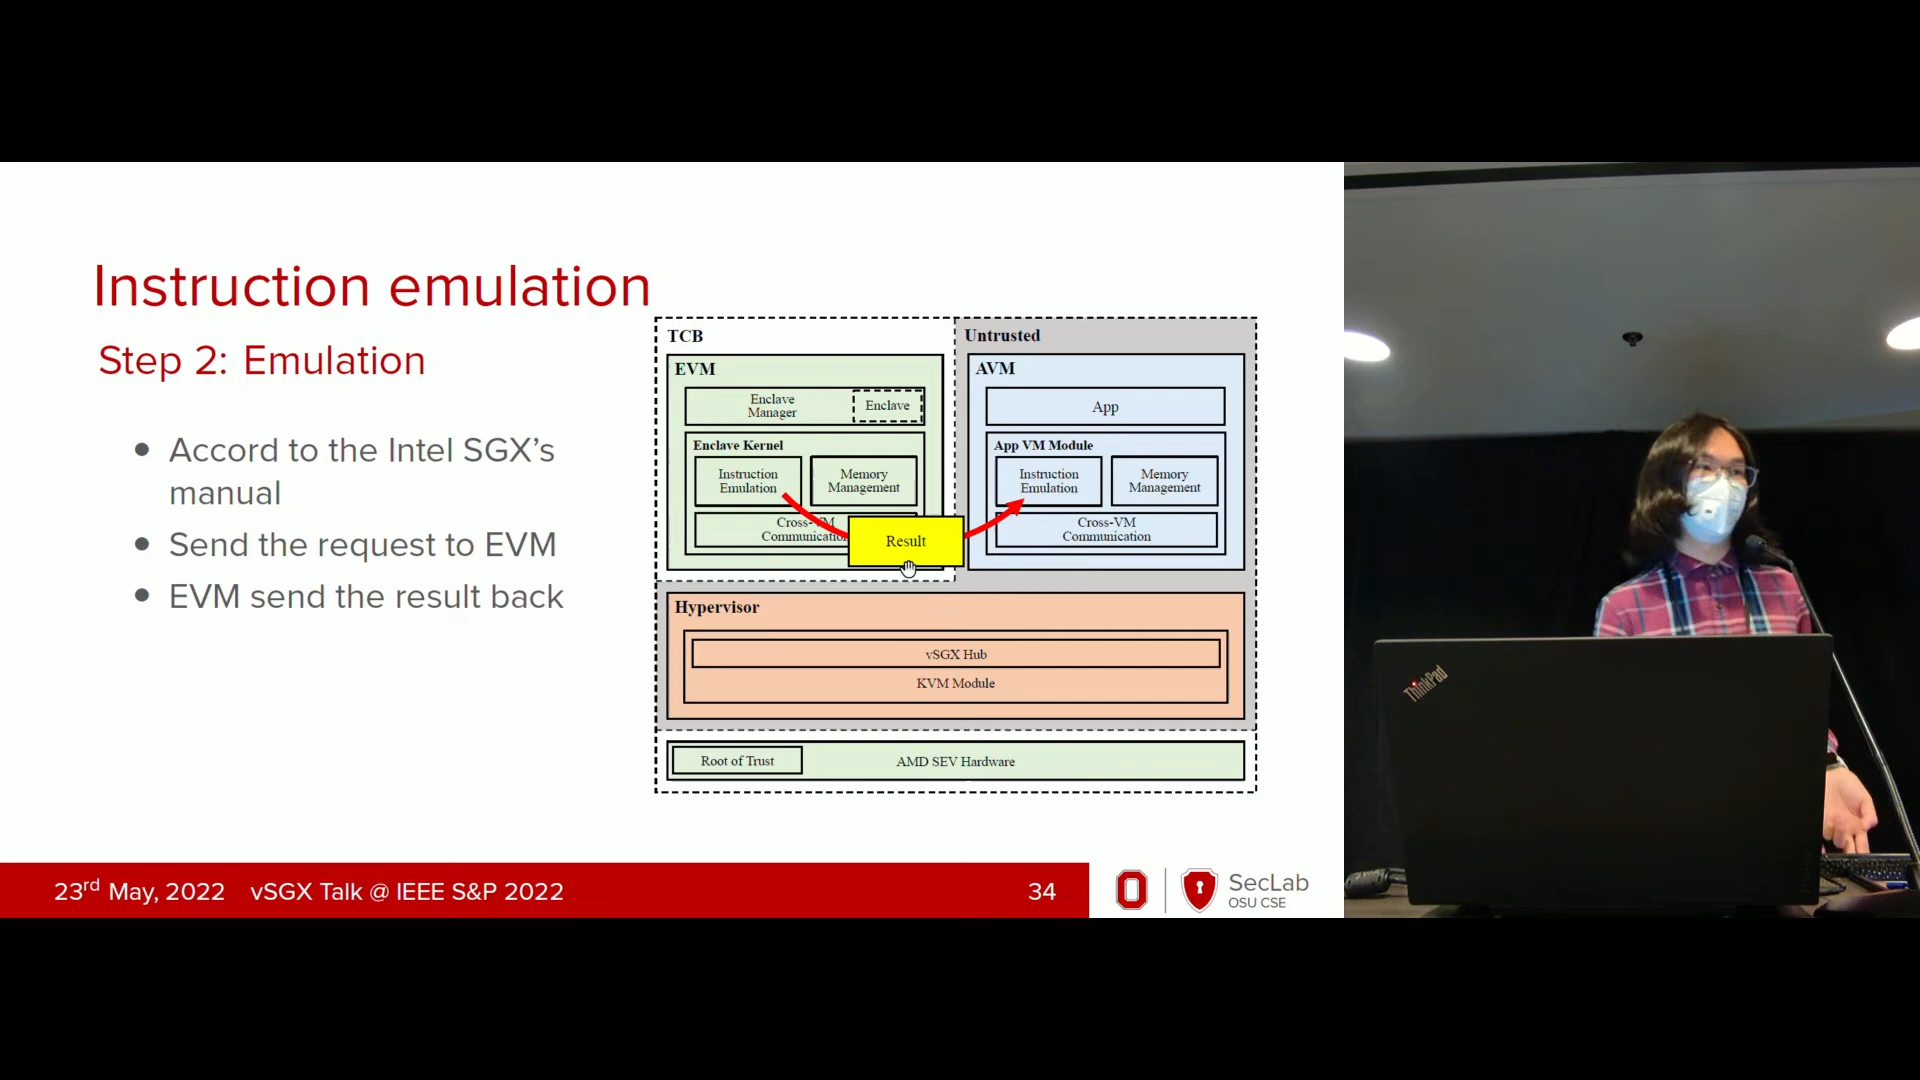 Instruction emulation
Step 2: Emulation
Accord to the Intel SGX's
manual
Send the request to EVM
EVM send the result back
TCB
Untrusted
EVM
Enclave
Manager
Enclave
Enclave Kernel
Instruction
Emulation
Memory
Management
AVM
App
App VM Module
Instruction
Emulation
Memory
Management
Cross-VM
Communication
Result
Cross-VM
Communication
Hypervisor
vSGX Hub
KVM Module
Root of Trust
AMD SEV Hardware
23rd May, 2022 vSGX Talk @ IEEE S&P 2022
34
SecLab
OSU CSE
ThinkPad